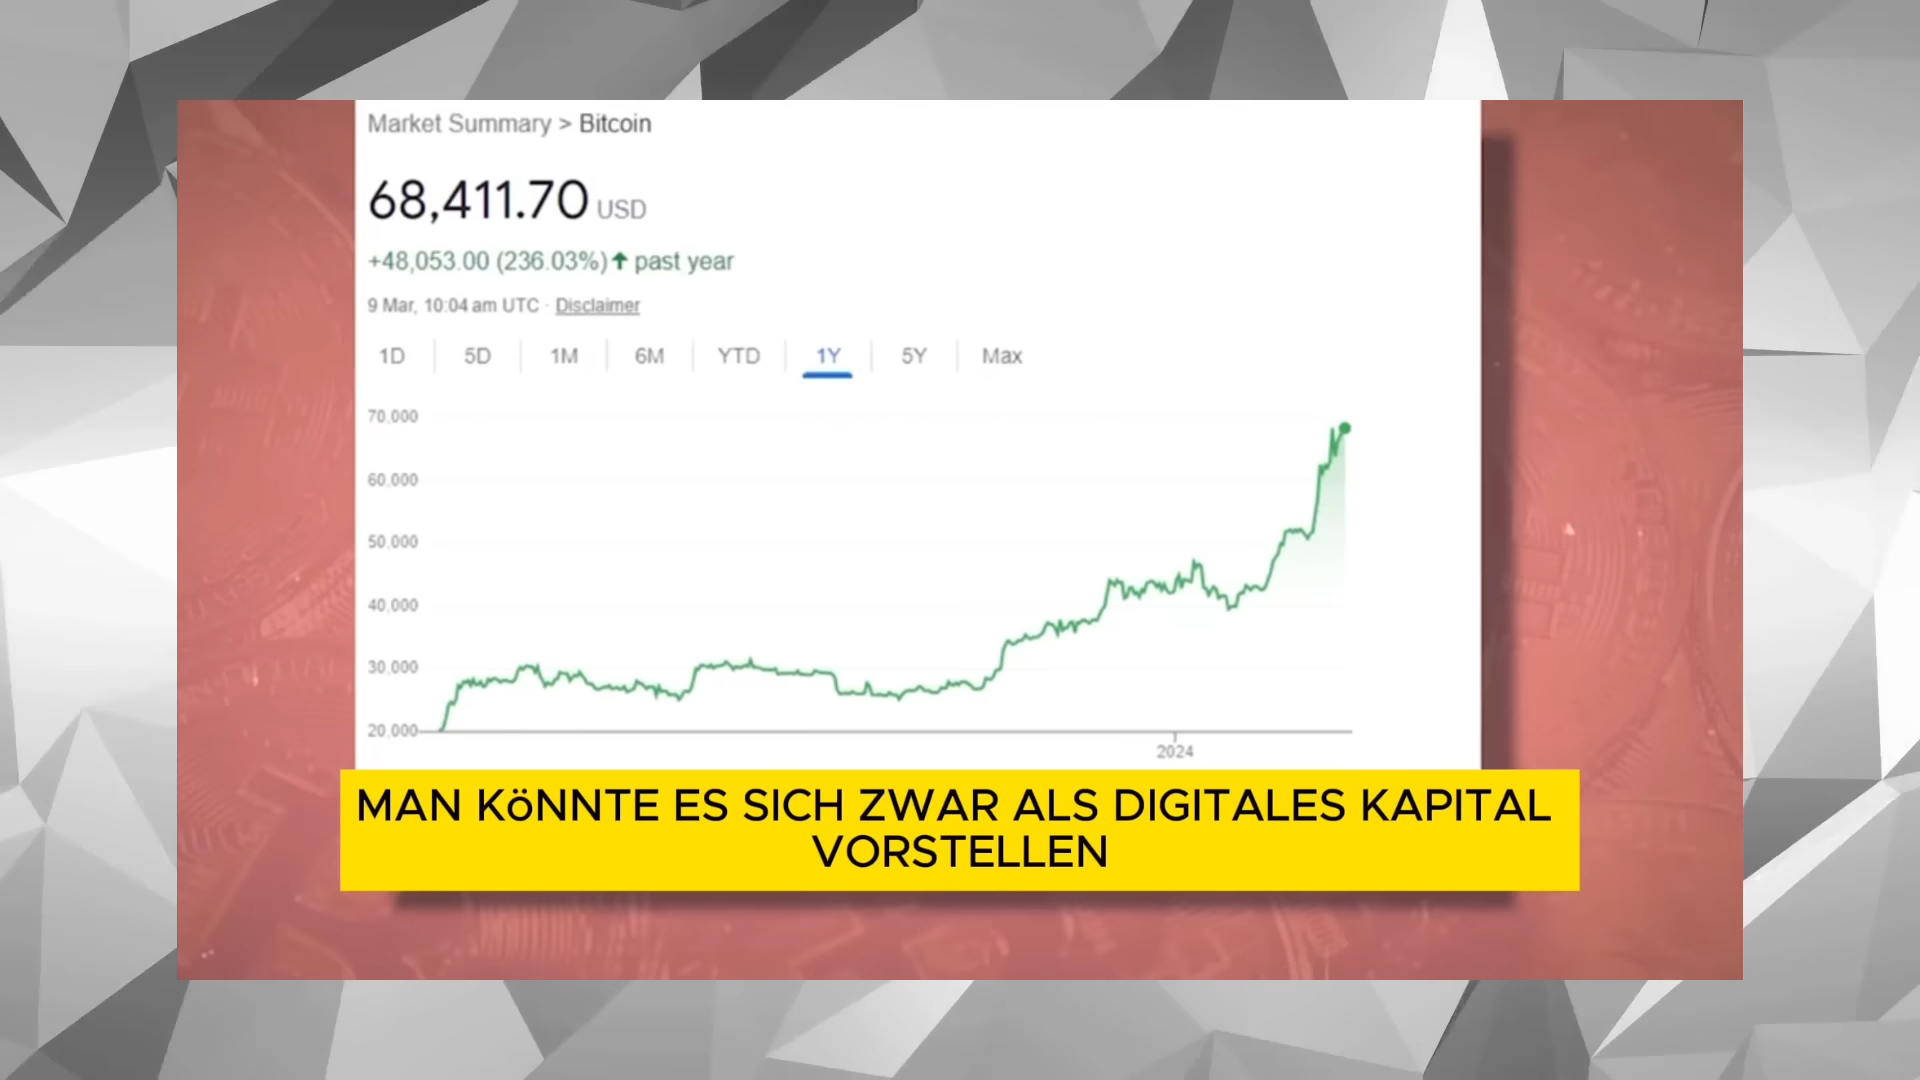 Market Summary > Bitcoin
68,411.70 USD
+48,053.00 (236.03%) ↑ past year
9 Mar, 10:04 am UTC · Disclaimer
1D 5D 1M 6M YTD 1Y 5Y Max
70,000
60,000
50,000
40,000
30,000
20,000
2024
MAN KöNNTE ES SICH ZWAR ALS DIGITALES KAPITAL
VORSTELLEN